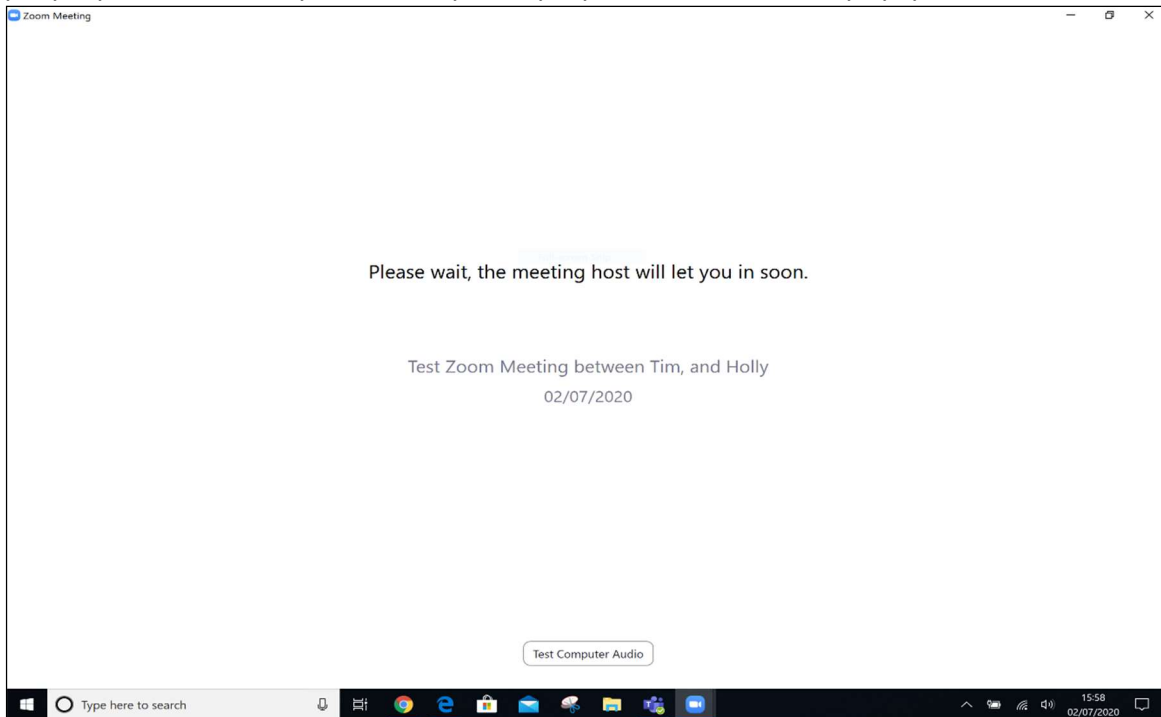 Zoom Meeting
Please wait, the meeting host will let you in soon.
Test Zoom Meeting between Tim, and Holly
02/07/2020
Test Computer Audio
Type here to search
15:58
02/07/2020